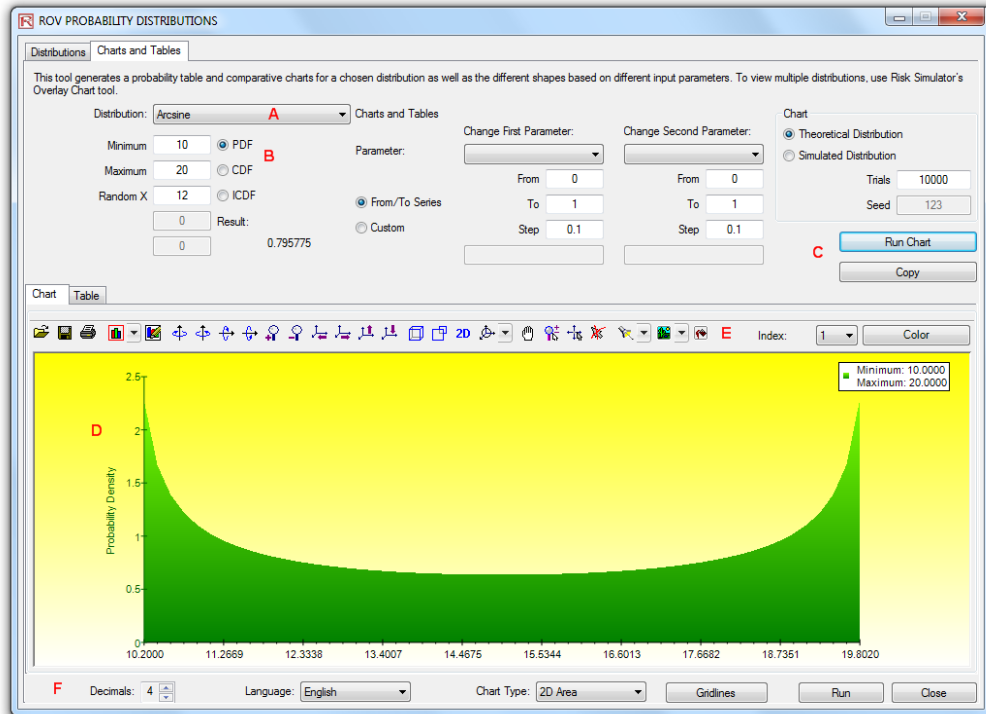 ROV PROBABILITY DISTRIBUTIONS
Distributions Charts and Tables
This tool generates a probability table and comparative charts for a chosen distribution as well as the different shapes based on different input parameters. To view multiple distributions, use Risk Simulator's
Overlay Chart tool.
Distribution: Arcsine A Charts and Tables
Minimum 10 PDF B
Maximum 20 CDF
Random X 12 ICDF
0 Result:
0 0.795775
Parameter:
From/To Series
Custom
Change First Parameter:
From 0
To 1
Step 0.1
Change Second Parameter:
From 0
To 1
Step 0.1
Chart
Theoretical Distribution
Simulated Distribution
Trials 10000
Seed 123
C Run Chart
Copy
Chart Table
2D E Index: 1 Color
Minimum: 10.0000
Maximum: 20.0000
D
Probability Density
2.5
2
1.5
1
0.5
0
10.2000 11.2669 12.3338 13.4007 14.4675 15.5344 16.6013 17.6682 18.7351 19.8020
F Decimals: 4 Language: English Chart Type: 2D Area Gridlines Run Close